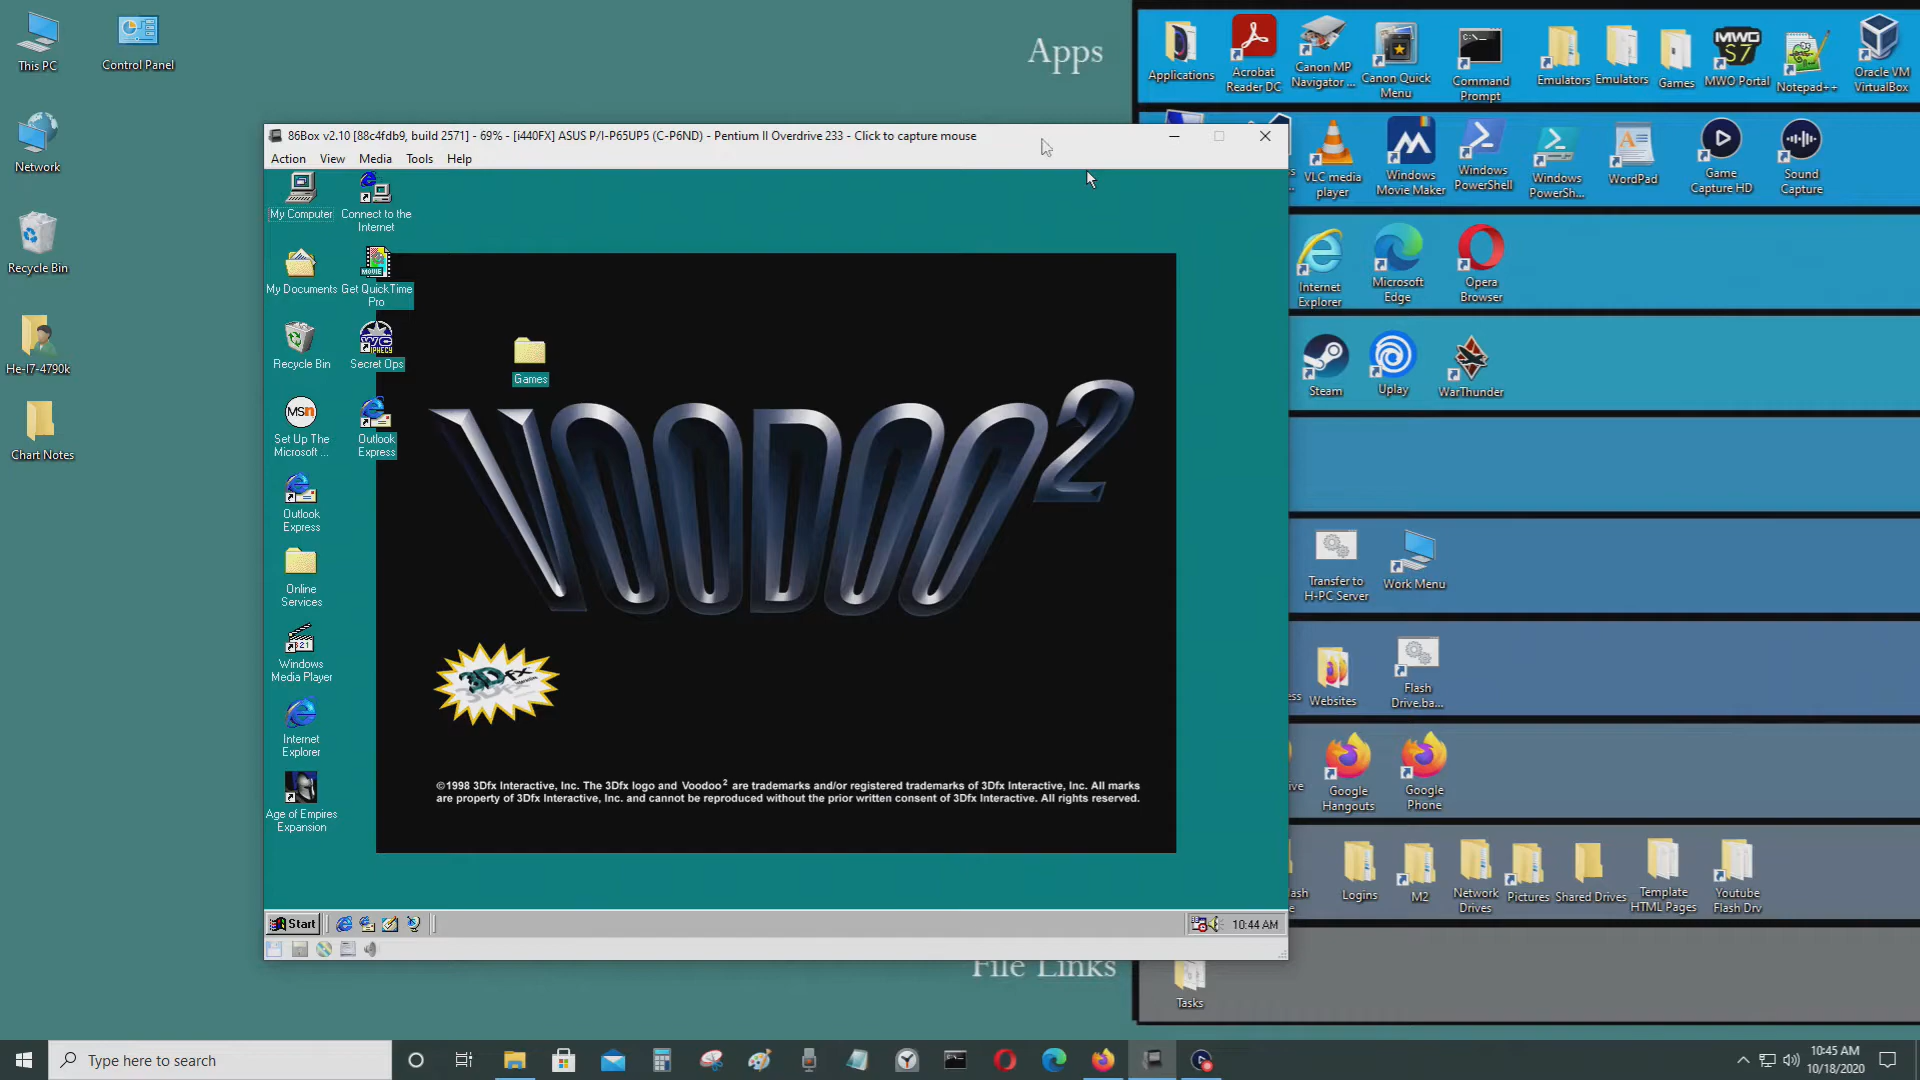 This PC
Control Panel
Network
Recycle Bin
He-I7-4790k
Chart Notes
Apps
Applications
Acrobat
Reader DC
Canon MP
Navigator ...
Canon Quick
Menu
C:\-
Command
Prompt
Emulators
Emulators
Games
MWO
S7
MWO Portal
Notepad++
Oracle VM
VirtualBox
VLC media
player
Windows
Movie Maker
Windows
PowerShell
Windows
PowerSh...
WordPad
Game
Capture HD
Sound
Capture
Internet
Explorer
Microsoft
Edge
Opera
Browser
Steam
Uplay
WarThunder
Transfer to
H-PC Server
Work Menu
ess
Websites
Flash
Drive.ba...
ive
Google
Hangouts
Google
Phone
lash
Logins
M2
Network
Drives
Pictures
Shared Drives
Template
HTML Pages
Youtube
Flash Drv
File Links
Tasks
86Box v2.10 [88c4fdb9, build 2571] - 69% - [i440FX] ASUS P/I-P65UP5 (C-P6ND) - Pentium II Overdrive 233 - Click to capture mouse
Action View Media Tools Help
My Computer
Connect to the
Internet
My Documents
MOVIE
Get QuickTime
Pro
Recycle Bin
WC
Secret Ops
msn
Set Up The
Microsoft ...
Outlook
Express
Outlook
Express
Online
Services
321
Windows
Media Player
Internet
Explorer
Age of Empires
Expansion
Games
VOODOO2
3Dfx
©1998 3Dfx Interactive, Inc. The 3Dfx logo and Voodoo2 are trademarks and/or registered trademarks of 3Dfx Interactive, Inc. All marks
are property of 3Dfx Interactive, Inc. and cannot be reproduced without the prior written consent of 3Dfx Interactive. All rights reserved.
Start
10:44 AM
Type here to search
10:45 AM
10/18/2020